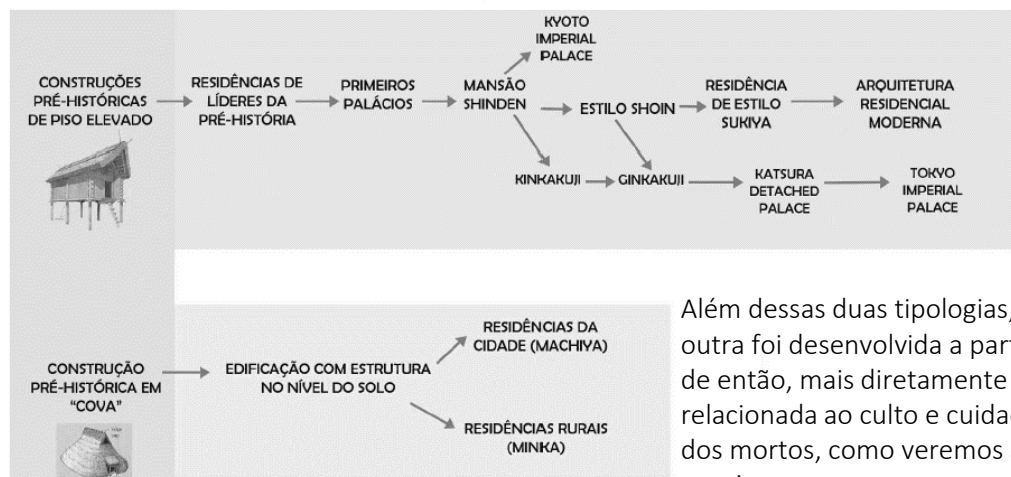 KYOTO
IMPERIAL
PALACE
CONSTRUÇÕES
PRÉ-HISTÓRICAS
DE PISO ELEVADO
RESIDÊNCIAS DE
LÍDERES DA
PRÉ-HISTÓRIA
PRIMEIROS
PALÁCIOS
MANSÃO
SHINDEN
ESTILO SHOIN
RESIDÊNCIA
DE ESTILO
SUKIYA
ARQUITETURA
RESIDENCIAL
MODERNA
KINKAKUJI
GINKAKUJI
KATSURA
DETACHED
PALACE
TOKYO
IMPERIAL
PALACE
CONSTRUÇÃO
PRÉ-HISTÓRICA EM
"COVA"
EDIFICAÇÃO COM ESTRUTURA
NO NÍVEL DO SOLO
RESIDÊNCIAS DA
CIDADE (MACHIYA)
RESIDÊNCIAS RURAIS
(MINKA)
Além dessas duas tipologias,
outra foi desenvolvida a part
de então, mais diretamente
relacionada ao culto e cuidad
dos mortos, como veremos